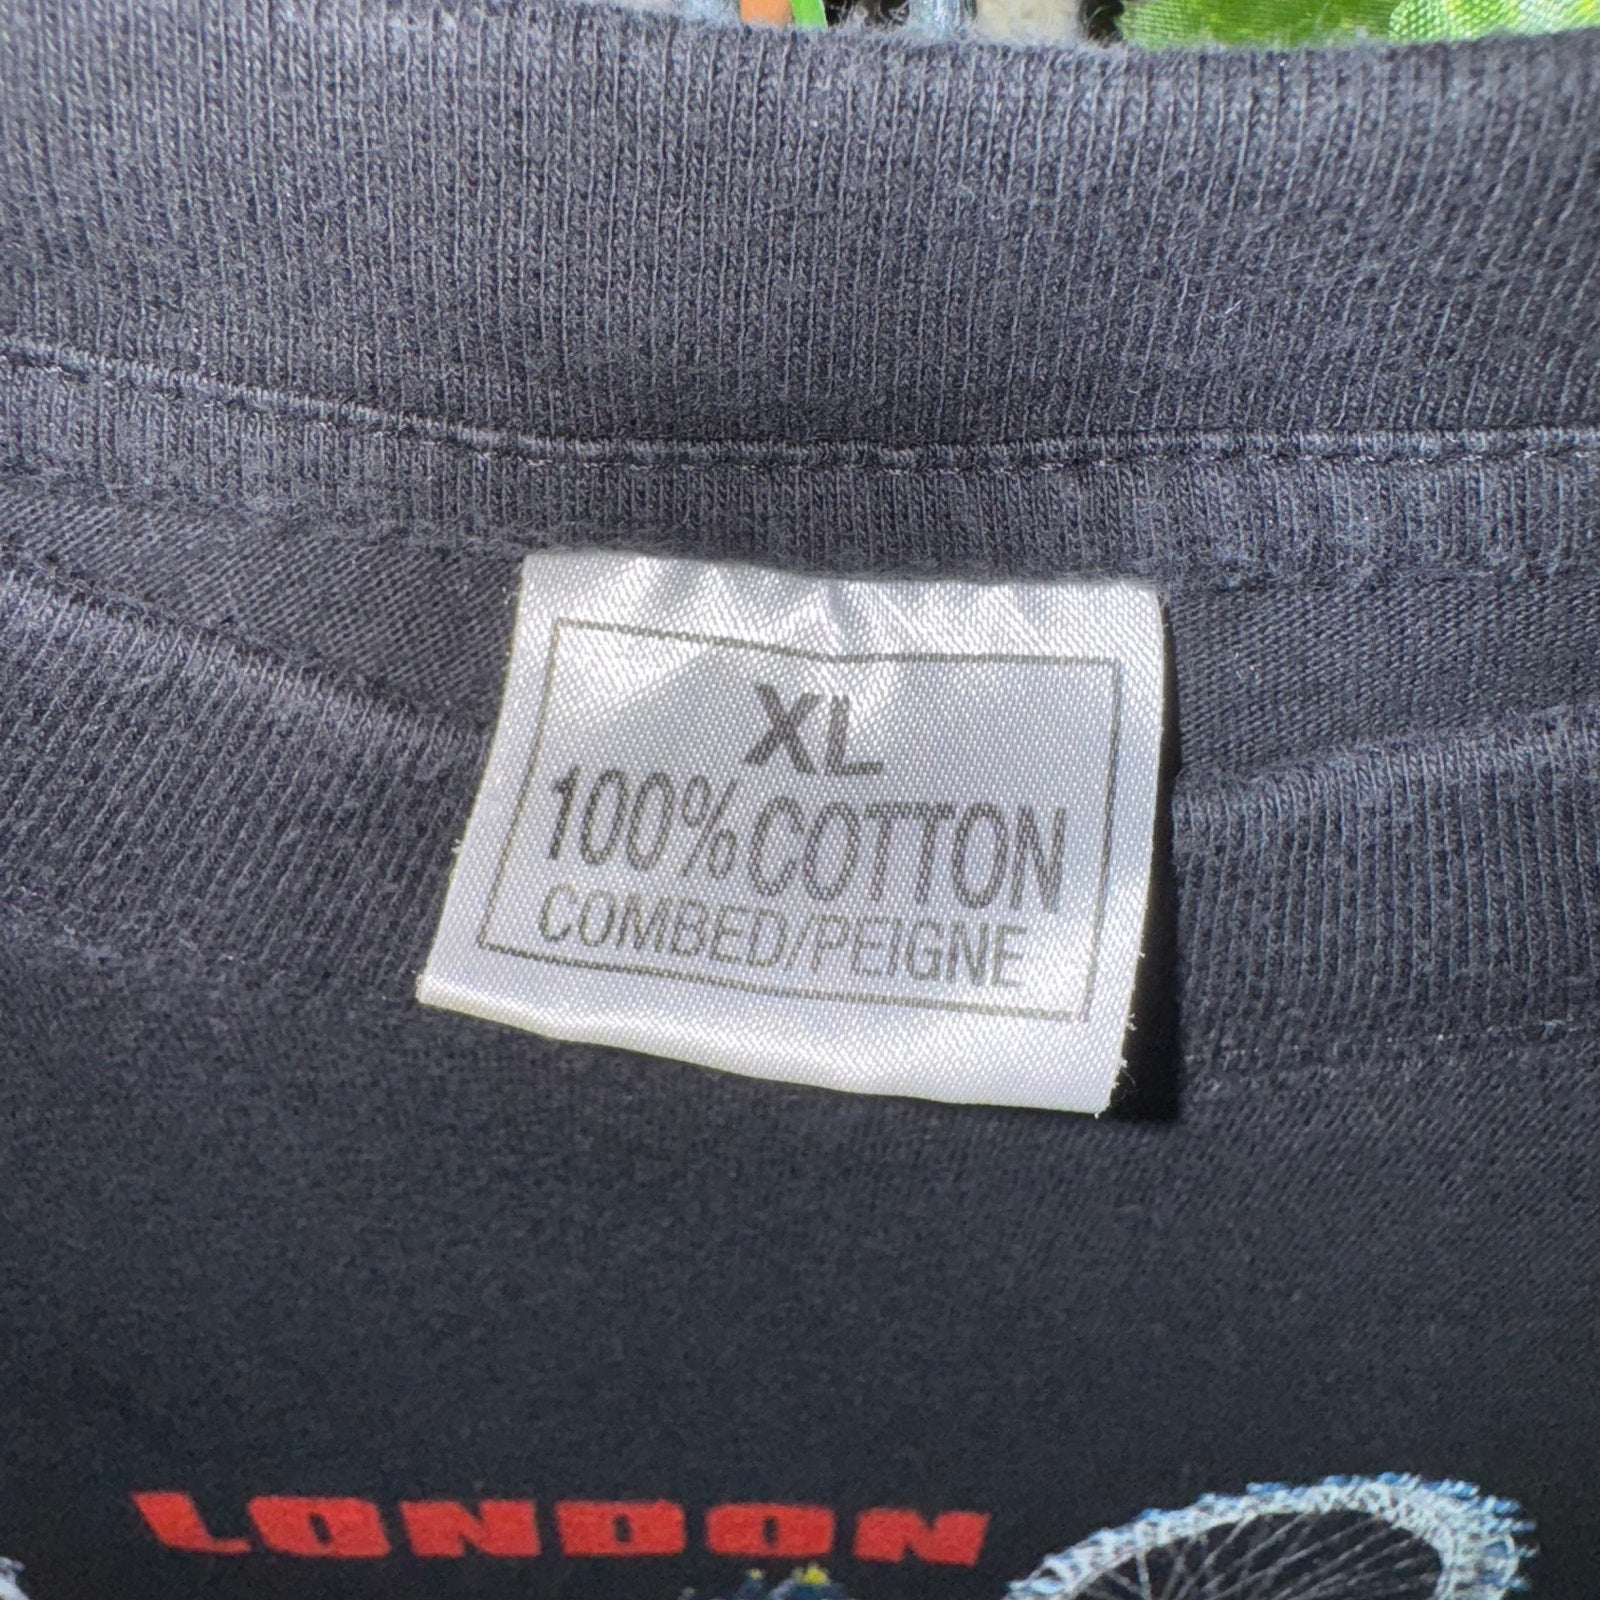 XL
100% COTTON
COMBED/PEIGNE
LONDON